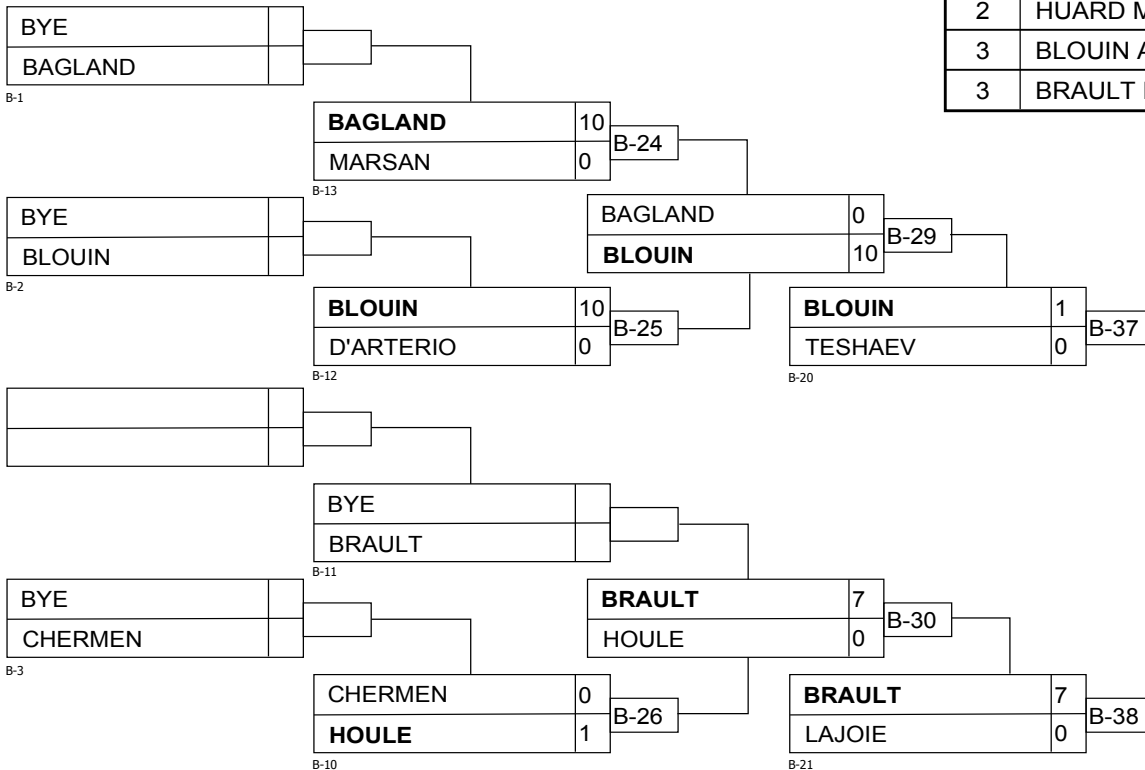 2 HUARD M
3 BLOUIN A
3 BRAULT
BYE
BAGLAND
B-1
BAGLAND 10
MARSAN 0
B-24
B-13
BYE
BLOUIN
B-2
BAGLAND 0
BLOUIN 10
B-29
BLOUIN 10
D'ARTERIO 0
B-25
B-12
BLOUIN 1
TESHAEV 0
B-37
B-20
BYE
BRAULT
B-11
BYE
CHERMEN
B-3
BRAULT 7
HOULE 0
B-30
CHERMEN 0
HOULE 1
B-26
B-10
BRAULT 7
LAJOIE 0
B-38
B-21